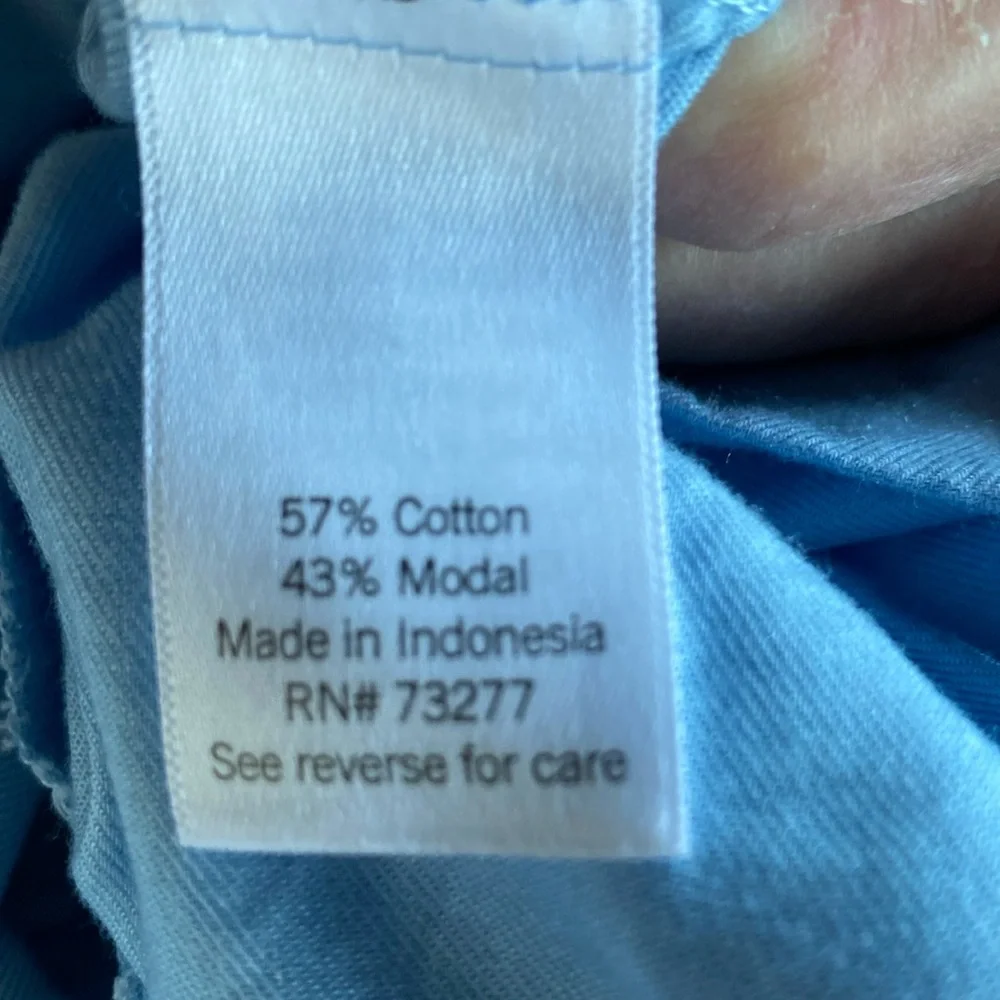 57% Cotton
43% Modal
Made in Indonesia
RN# 73277
See reverse for care